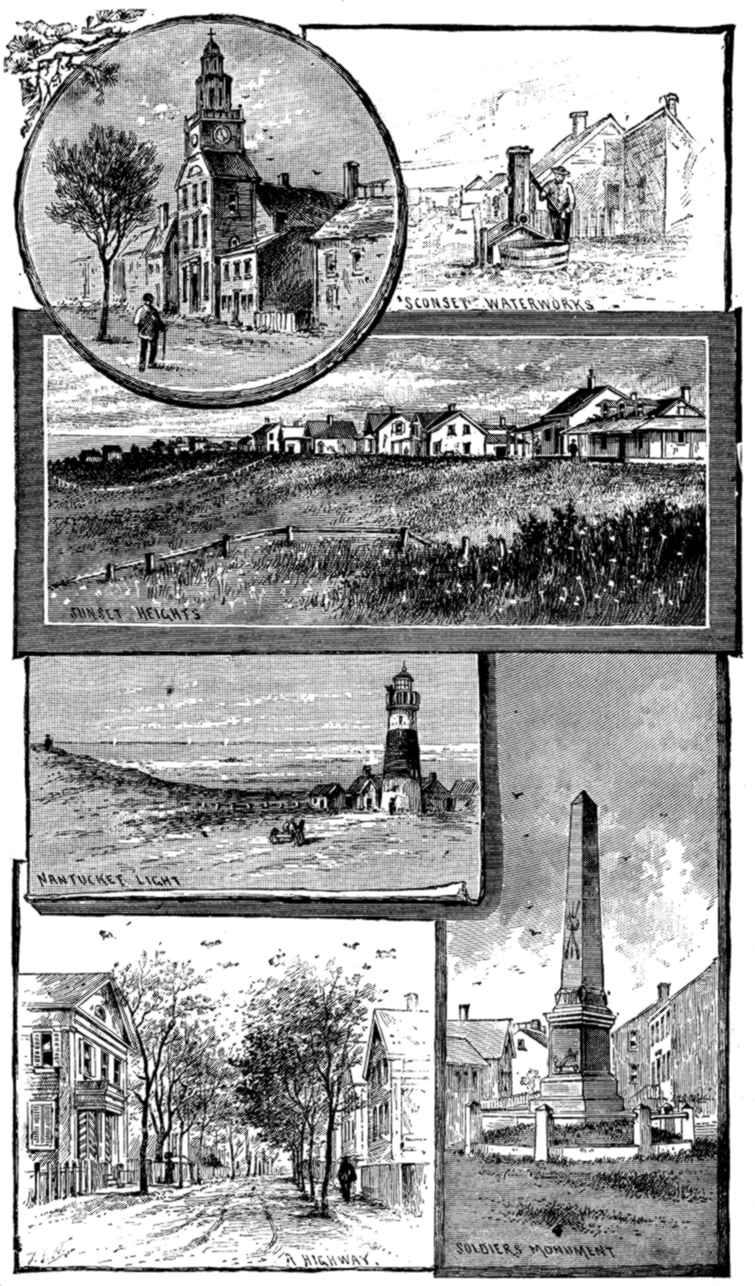 'SCONSET WATERWORKS
SUNSET HEIGHTS
NANTUCKET LIGHT
A HIGHWAY.
SOLDIERS MONUMENT